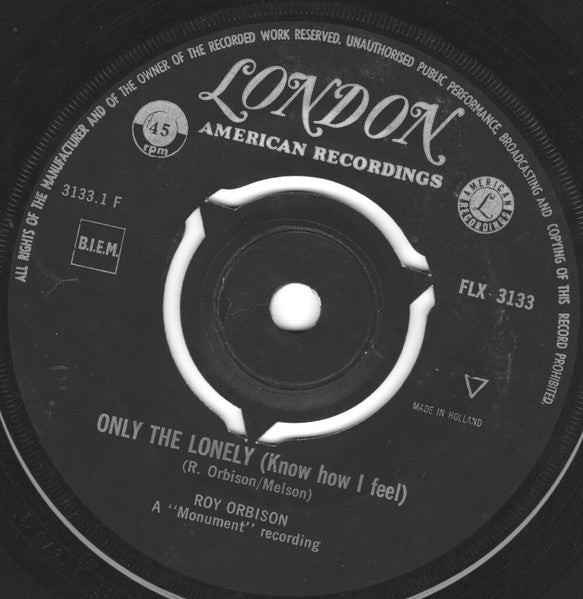 ALL RIGHTS OF THE MANUFACTURER AND OF THE OWNER OF THE RECORDED WORK RESERVED. UNAUTHORISED PUBLIC PERFORMANCE, BROADCASTING AND COPYING OF THIS RECORD PROHIBITED.
LONDON
AMERICAN RECORDINGS
45
rpm
AMERICAN
L
RECORDINGS
3133.1 F
B.I.E.M.
FLX 3133
MADE IN HOLLAND
ONLY THE LONELY (Know how I feel)
(R. Orbison/Melson)
ROY ORBISON
A "Monument" recording